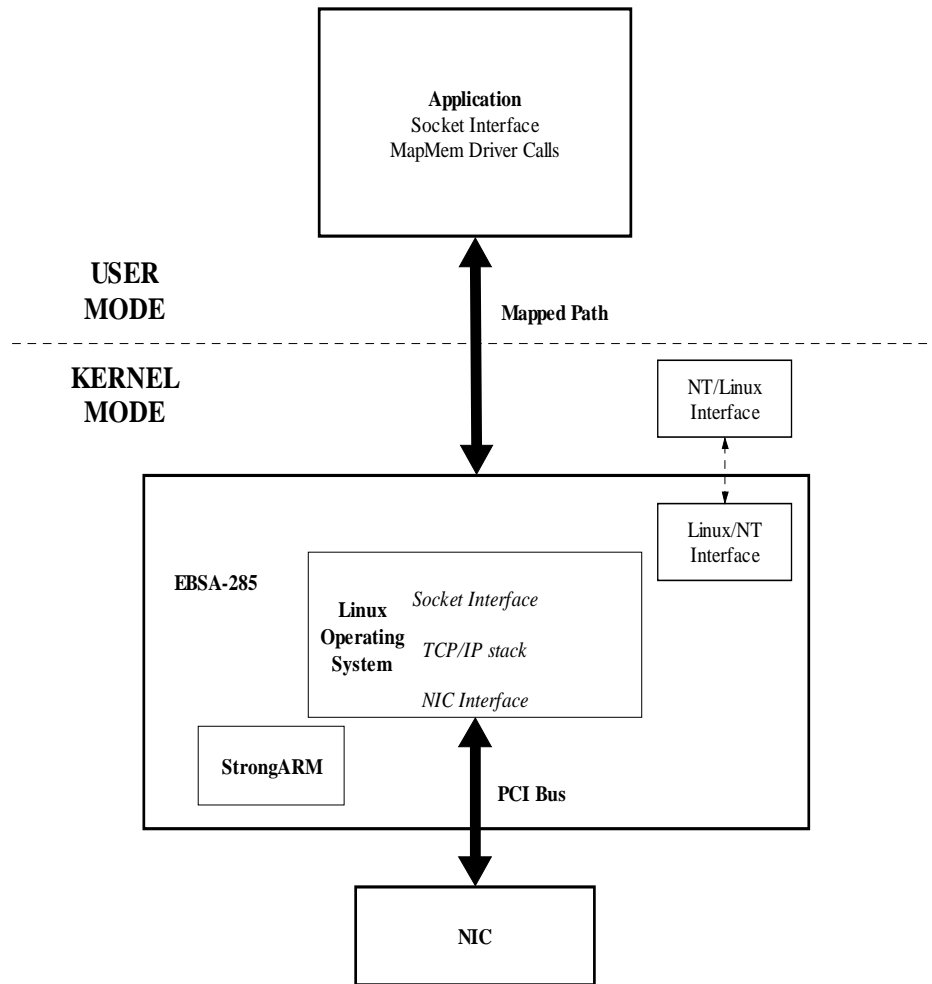 Application
Socket Interface
MapMem Driver Calls
USER
MODE
Mapped Path
KERNEL
MODE
NT/Linux
Interface
Linux/NT
Interface
EBSA-285
Linux
Operating
System
Socket Interface
TCP/IP stack
NIC Interface
StrongARM
PCI Bus
NIC